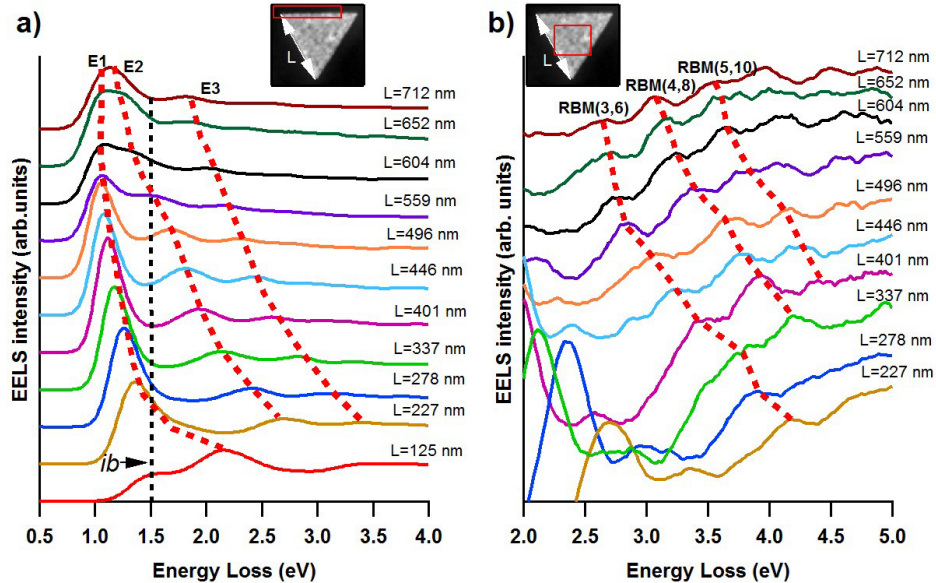 a)
L
E1
E2
E3
L=712 nm
L=652 nm
L=604 nm
L=559 nm
L=496 nm
L=446 nm
L=401 nm
L=337 nm
L=278 nm
L=227 nm
L=125 nm
ib
EELS intensity (arb.units)
0.5 1.0 1.5 2.0 2.5 3.0 3.5 4.0
Energy Loss (eV)
b)
L
RBM(3,6)
RBM(4,8)
RBM(5,10)
L=712 nm
L=652 nm
L=604 nm
L=559 nm
L=496 nm
L=446 nm
L=401 nm
L=337 nm
L=278 nm
L=227 nm
EELS intensity (arb. units)
2.0 2.5 3.0 3.5 4.0 4.5 5.0
Energy Loss (eV)